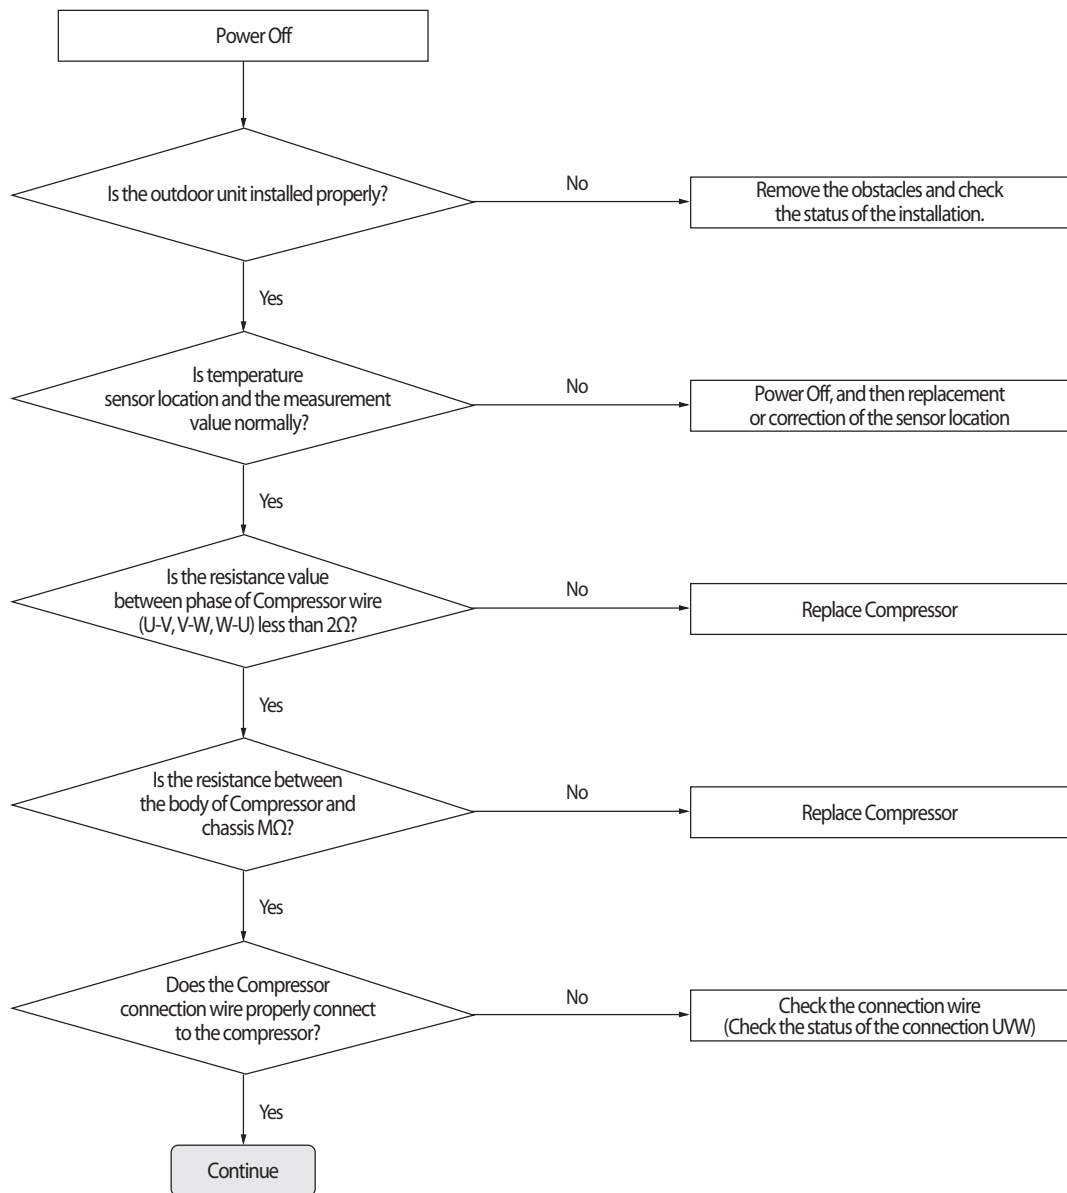 Power Off
Is the outdoor unit installed properly?
No
Remove the obstacles and check
the status of the installation.
Yes
Is temperature
sensor location and the measurement
value normally?
No
Power Off, and then replacement
or correction of the sensor location
Yes
Is the resistance value
between phase of Compressor wire
(U-V, V-W, W-U) less than 2Ω?
No
Replace Compressor
Yes
Is the resistance between
the body of Compressor and
chassis MΩ?
No
Replace Compressor
Yes
Does the Compressor
connection wire properly connect
to the compressor?
No
Check the connection wire
(Check the status of the connection UVW)
Yes
Continue